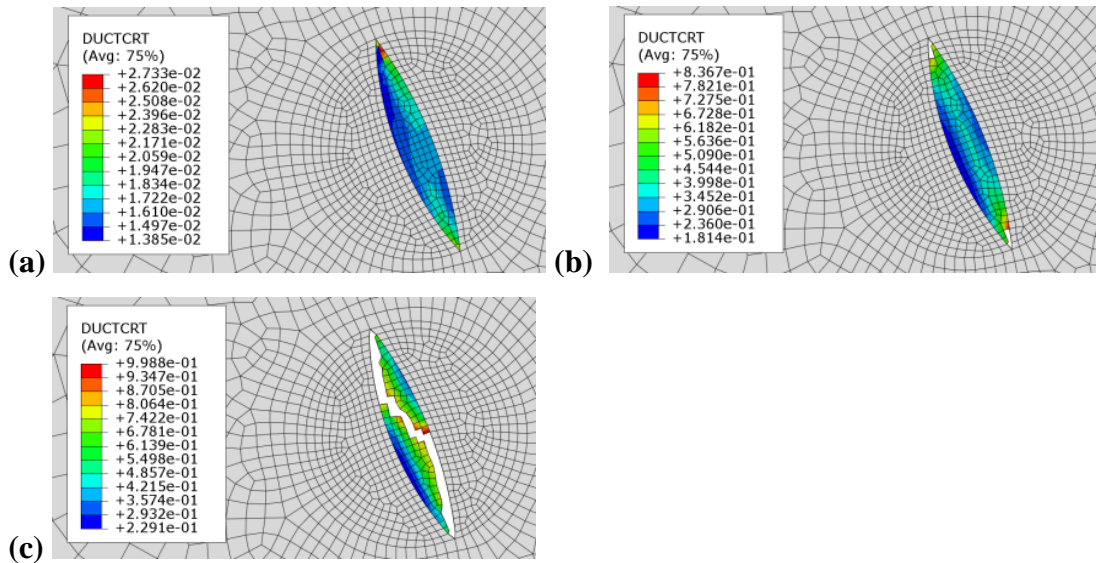 DUCTCRT
(Avg: 75%)
+2.733e-02
+2.620e-02
+2.508e-02
+2.396e-02
+2.283e-02
+2.171e-02
+2.059e-02
+1.947e-02
+1.834e-02
+1.722e-02
+1.610e-02
+1.497e-02
+1.385e-02
(a)
DUCTCRT
(Avg: 75%)
+8.367e-01
+7.821e-01
+7.275e-01
+6.728e-01
+6.182e-01
+5.636e-01
+5.090e-01
+4.544e-01
+3.998e-01
+3.452e-01
+2.906e-01
+2.360e-01
+1.814e-01
(b)
DUCTCRT
(Avg: 75%)
+9.988e-01
+9.347e-01
+8.705e-01
+8.064e-01
+7.422e-01
+6.781e-01
+6.139e-01
+5.498e-01
+4.857e-01
+4.215e-01
+3.574e-01
+2.932e-01
+2.291e-01
(c)